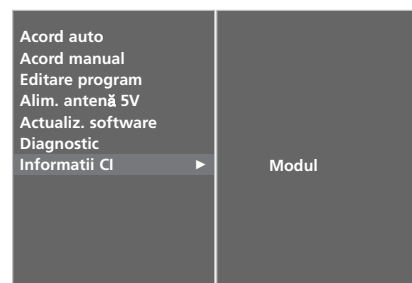 Acord auto
Acord manual
Editare program
Alim. antenă 5V
Actualiz. software
Diagnostic
Informatii CI ►
Modul